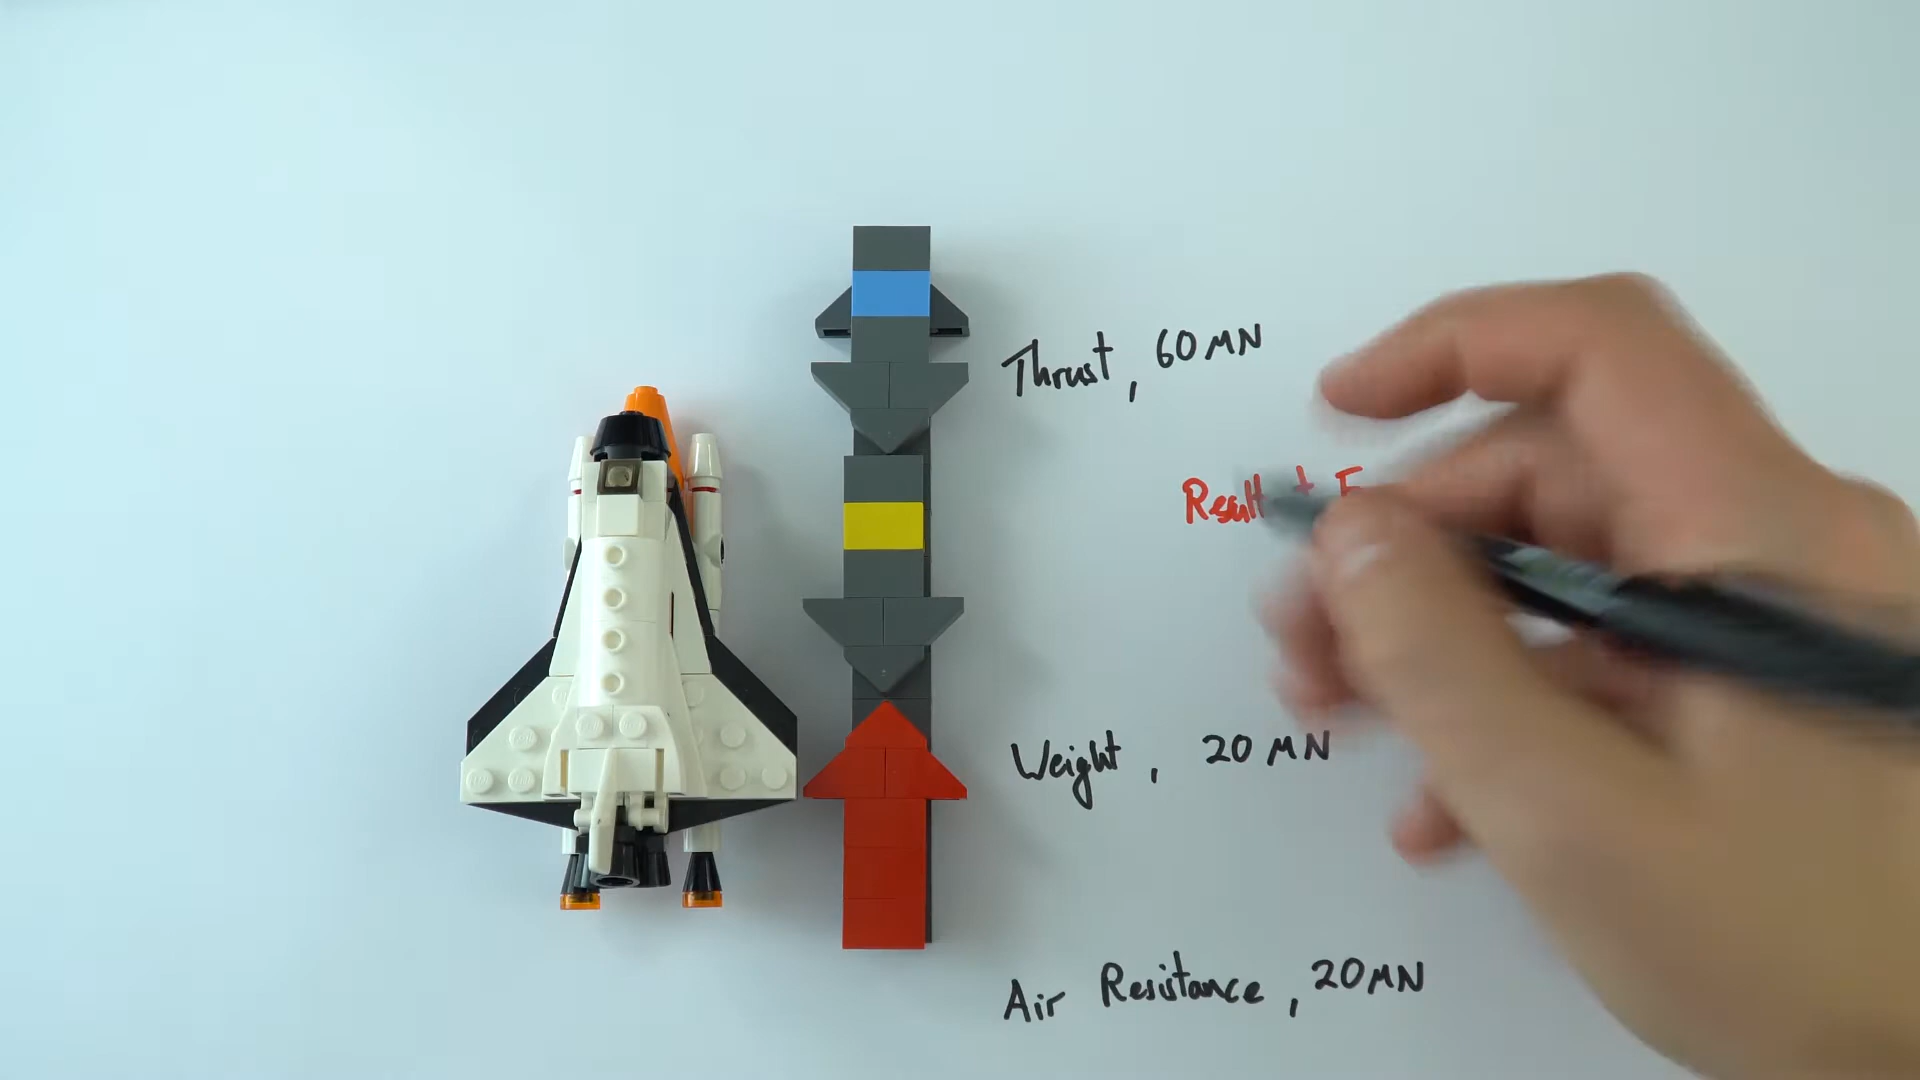 Thrust, 60 MN
Weight, 20 MN
Air Resistance, 20 MN